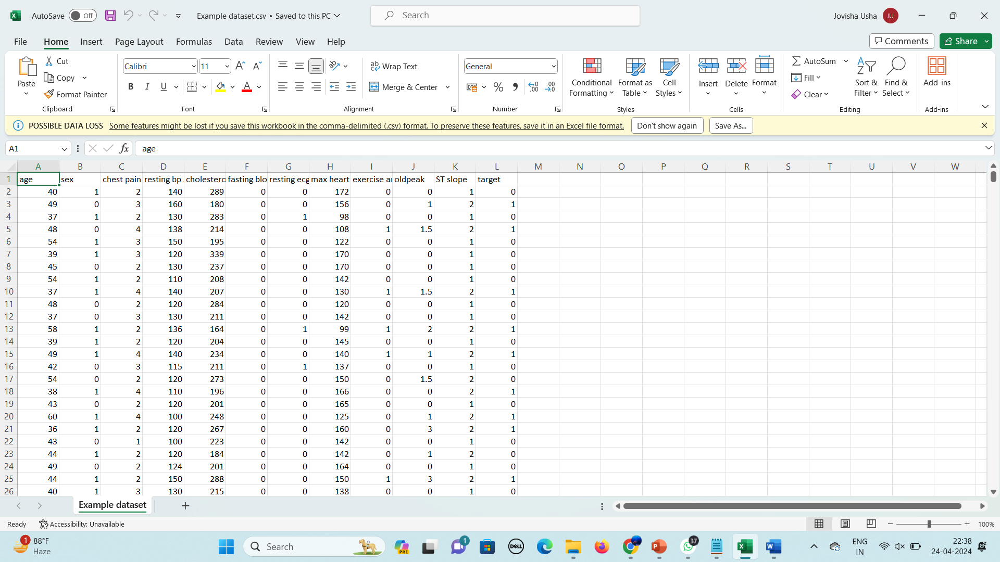 AutoSave Off Example dataset.csv • Saved to this PC Search Jovisha Usha JU
File Home Insert Page Layout Formulas Data Review View Help Comments Share
Paste Cut Copy Format Painter Clipboard
Calibri 11 B I U A Font
Wrap Text Merge & Center Alignment
General % Number
Conditional Formatting Format as Table Cell Styles Styles
Insert Delete Format Cells
AutoSum Fill Clear Sort & Filter Find & Select Editing
Add-ins Add-ins
POSSIBLE DATA LOSS Some features might be lost if you save this workbook in the comma-delimited (.csv) format. To preserve these features, save it in an Excel file format. Don't show again Save As...
A1 fx age
A B C D E F G H I J K L M N O P Q R S T U V W
1 age sex chest pain resting bp cholestero fasting blo resting ecg max heart exercise an oldpeak ST slope target
2 40 1 2 140 289 0 0 172 0 0 1 0
3 49 0 3 160 180 0 0 156 0 1 2 1
4 37 1 2 130 283 0 1 98 0 0 1 0
5 48 0 4 138 214 0 0 108 1 1.5 2 1
6 54 1 3 150 195 0 0 122 0 0 1 0
7 39 1 3 120 339 0 0 170 0 0 1 0
8 45 0 2 130 237 0 0 170 0 0 1 0
9 54 1 2 110 208 0 0 142 0 0 1 0
10 37 1 4 140 207 0 0 130 1 1.5 2 1
11 48 0 2 120 284 0 0 120 0 0 1 0
12 37 0 3 130 211 0 0 142 0 0 1 0
13 58 1 2 136 164 0 1 99 1 2 2 1
14 39 1 2 120 204 0 0 145 0 0 1 0
15 49 1 4 140 234 0 0 140 1 1 2 1
16 42 0 3 115 211 0 1 137 0 0 1 0
17 54 0 2 120 273 0 0 150 0 1.5 2 0
18 38 1 4 110 196 0 0 166 0 0 2 1
19 43 0 2 120 201 0 0 165 0 0 1 0
20 60 1 4 100 248 0 0 125 0 1 2 1
21 36 1 2 120 267 0 0 160 0 3 2 1
22 43 0 1 100 223 0 0 142 0 0 1 0
23 44 1 2 120 184 0 0 142 0 1 2 0
24 49 0 2 124 201 0 0 164 0 0 1 0
25 44 1 2 150 288 0 0 150 1 3 2 1
26 40 1 3 130 215 0 0 138 0 0 1 0
Example dataset
Ready Accessibility: Unavailable 100%
1 88°F Haze Search PRE 1 DELL 37 ENG IN 22:38 24-04-2024